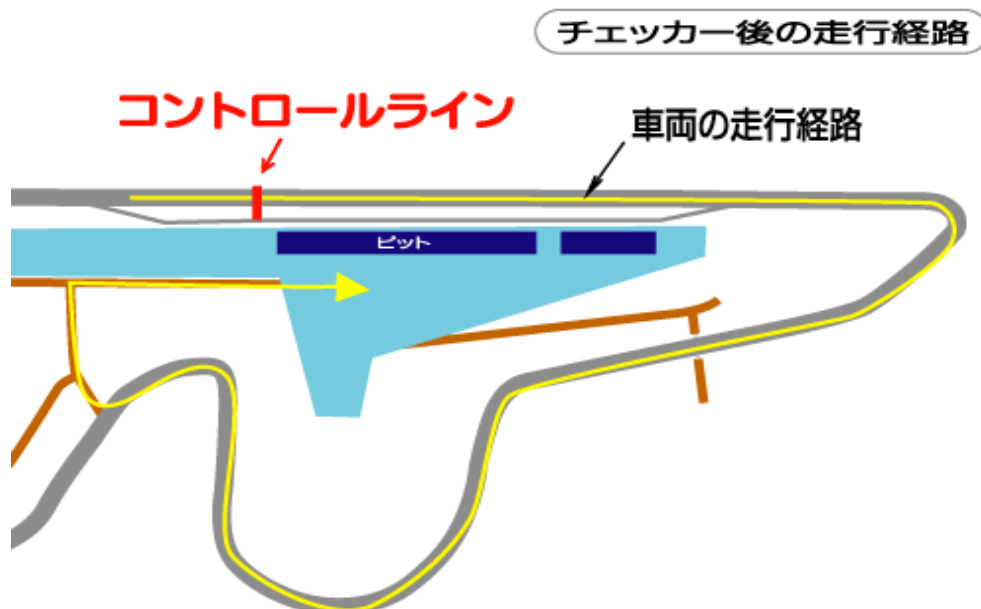 チェッカー後の走行経路
コントロールライン
車両の走行経路
ピット